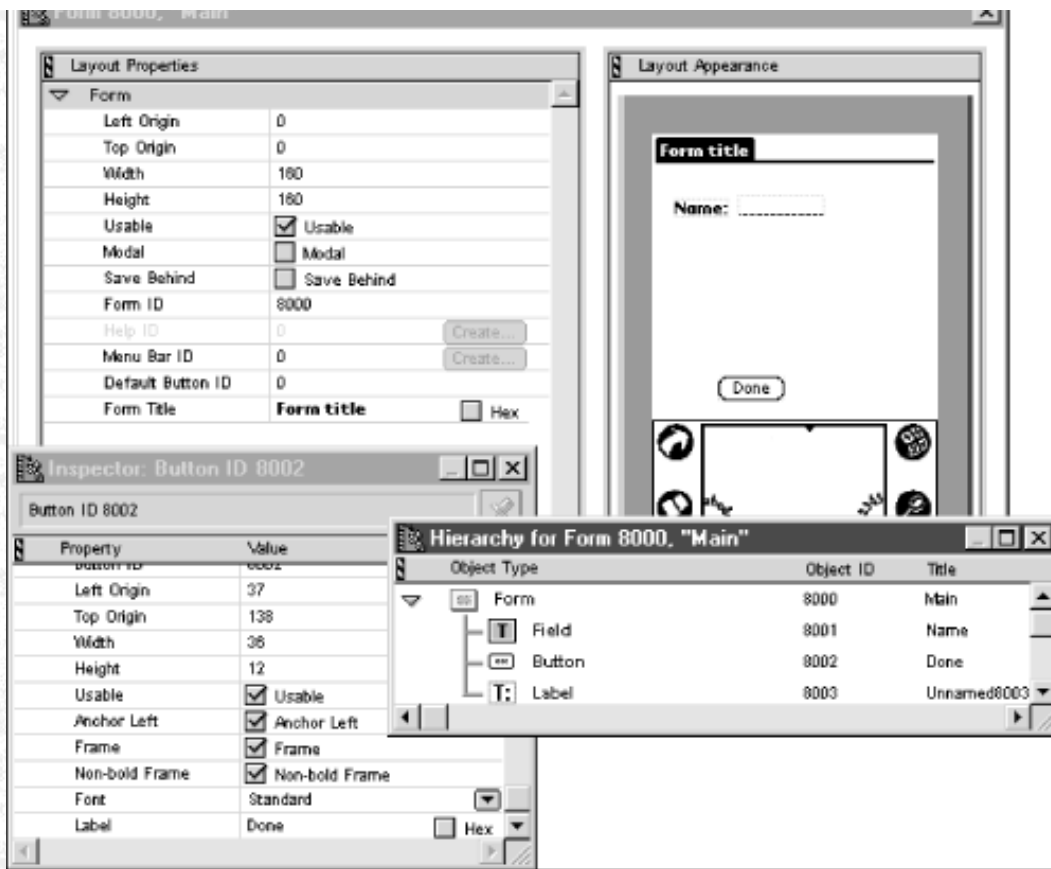 Form 8000, "Main"
Layout Properties
Form
Left Origin 0
Top Origin 0
Width 160
Height 160
Usable Usable
Modal Modal
Save Behind Save Behind
Form ID 8000
Help ID 0 Create...
Menu Bar ID 0 Create...
Default Button ID 0
Form Title Form title Hex
Layout Appearance
Form title
Name:
Done
Inspector: Button ID 8002
Button ID 8002
Property Value
Button ID 8002
Left Origin 37
Top Origin 138
Width 36
Height 12
Usable Usable
Anchor Left Anchor Left
Frame Frame
Non-bold Frame Non-bold Frame
Font Standard
Label Done Hex
Hierarchy for Form 8000, "Main"
Object Type Object ID Title
Form 8000 Main
Field 8001 Name
Button 8002 Done
T: Label 8003 Unnamed8003